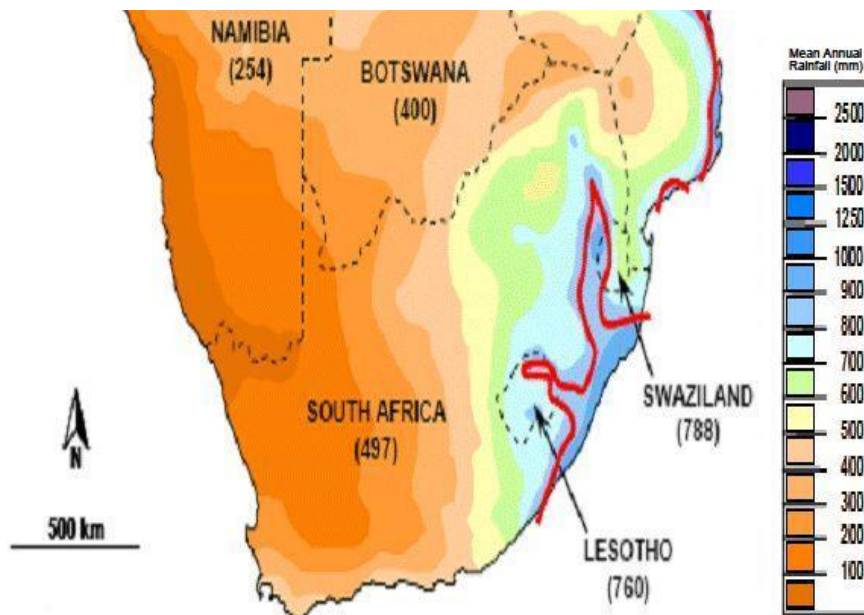 NAMIBIA
(254)
BOTSWANA
(400)
SOUTH AFRICA
(497)
SWAZILAND
(788)
LESOTHO
(760)
N
500 km
Mean Annual
Rainfall (mm)
2500
2000
1500
1250
1000
900
800
700
600
500
400
300
200
100